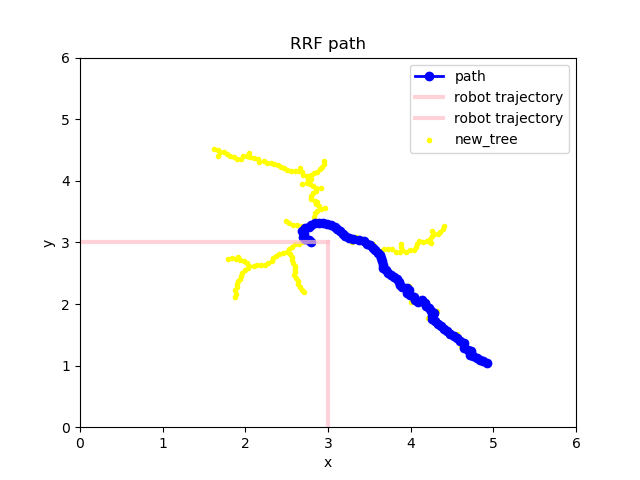 RRF path
path
robot trajectory
robot trajectory
new_tree
6
5
4
3
2
1
0
y
0 1 2 3 4 5 6
x